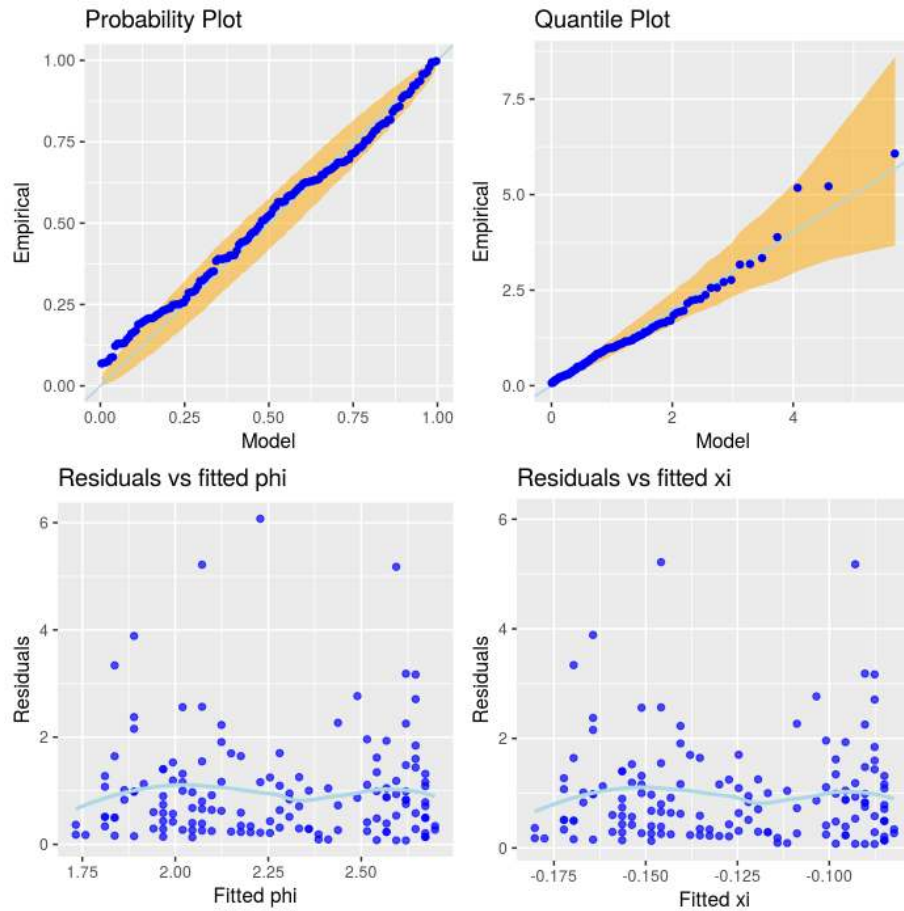 Probability Plot
1.00
0.75
0.50
0.25
0.00
Empirical
0.00 0.25 0.50 0.75 1.00
Model
Quantile Plot
7.5
5.0
2.5
0.0
Empirical
0 2 4
Model
Residuals vs fitted phi
6
4
2
0
Residuals
1.75 2.00 2.25 2.50
Fitted phi
Residuals vs fitted xi
6
4
2
0
Residuals
-0.175 -0.150 -0.125 -0.100
Fitted xi